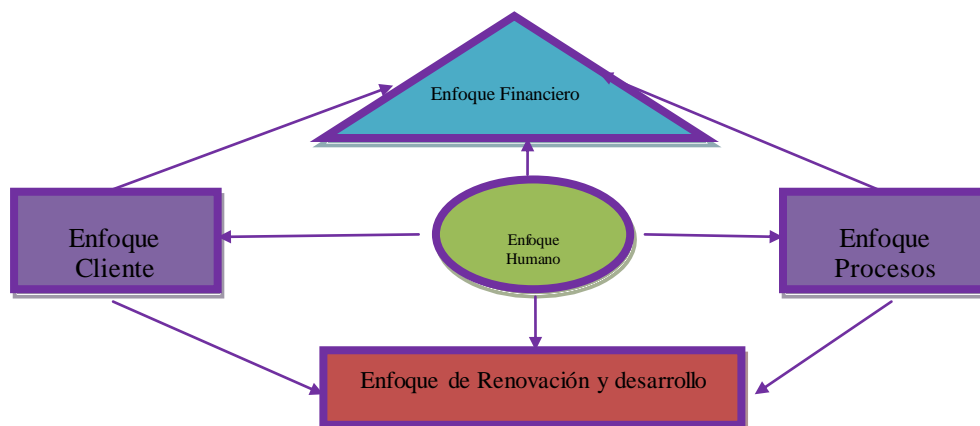 Enfoque Financiero
Enfoque
Cliente
Enfoque
Humano
Enfoque
Procesos
Enfoque de Renovación y desarrollo